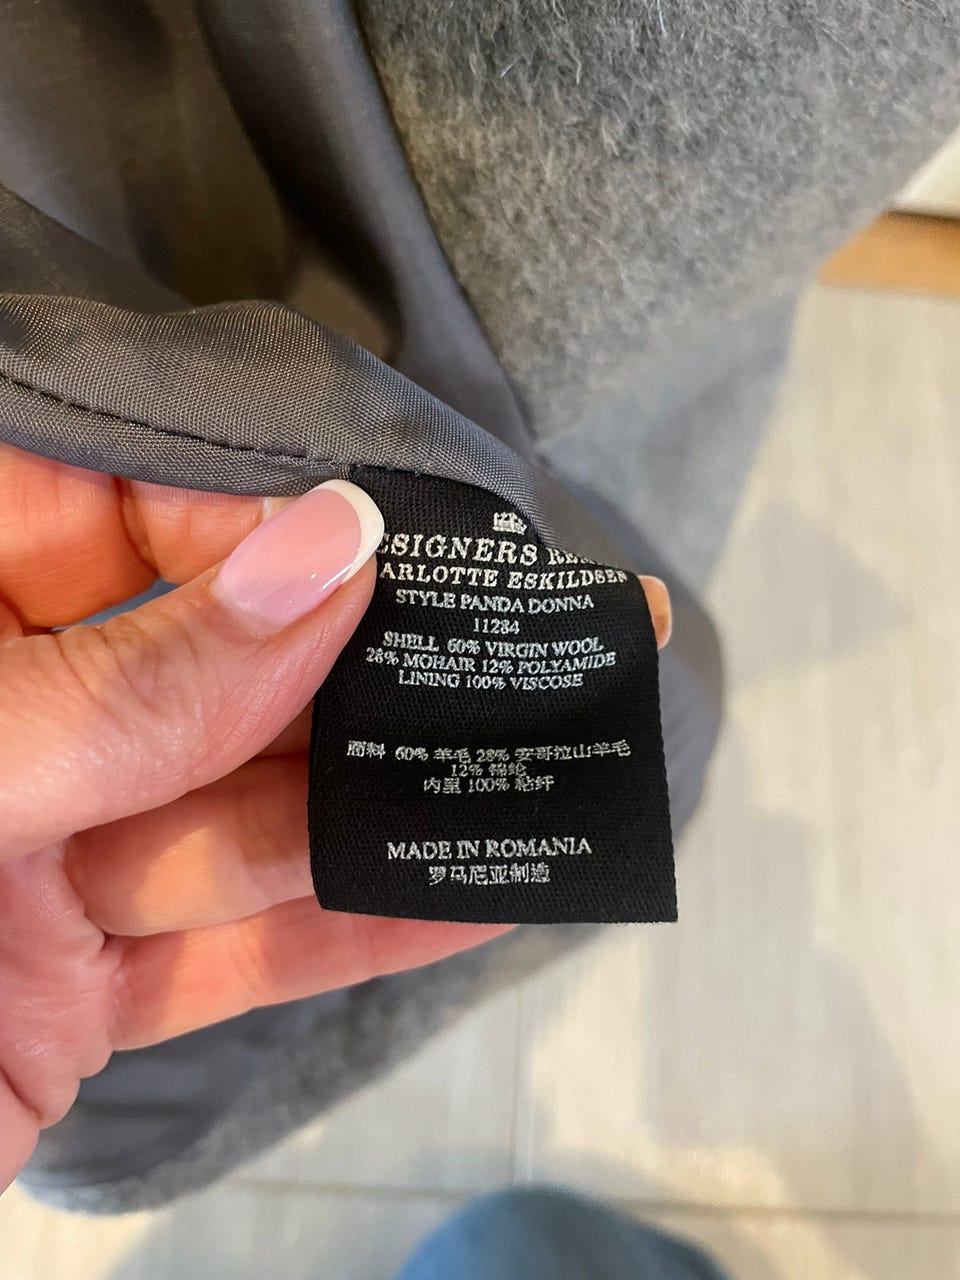 ESIGNERS RE
ARLOTTE ESKILDSEN
STYLE PANDA DONNA
11284
SHELL 60% VIRGIN WOOL
28% MOHAIR 12% POLYAMIDE
LINING 100% VISCOSE
面料 60% 羊毛 28% 安哥拉山羊毛
12% 锦纶
内里 100% 粘纤
MADE IN ROMANIA
罗马尼亚制造